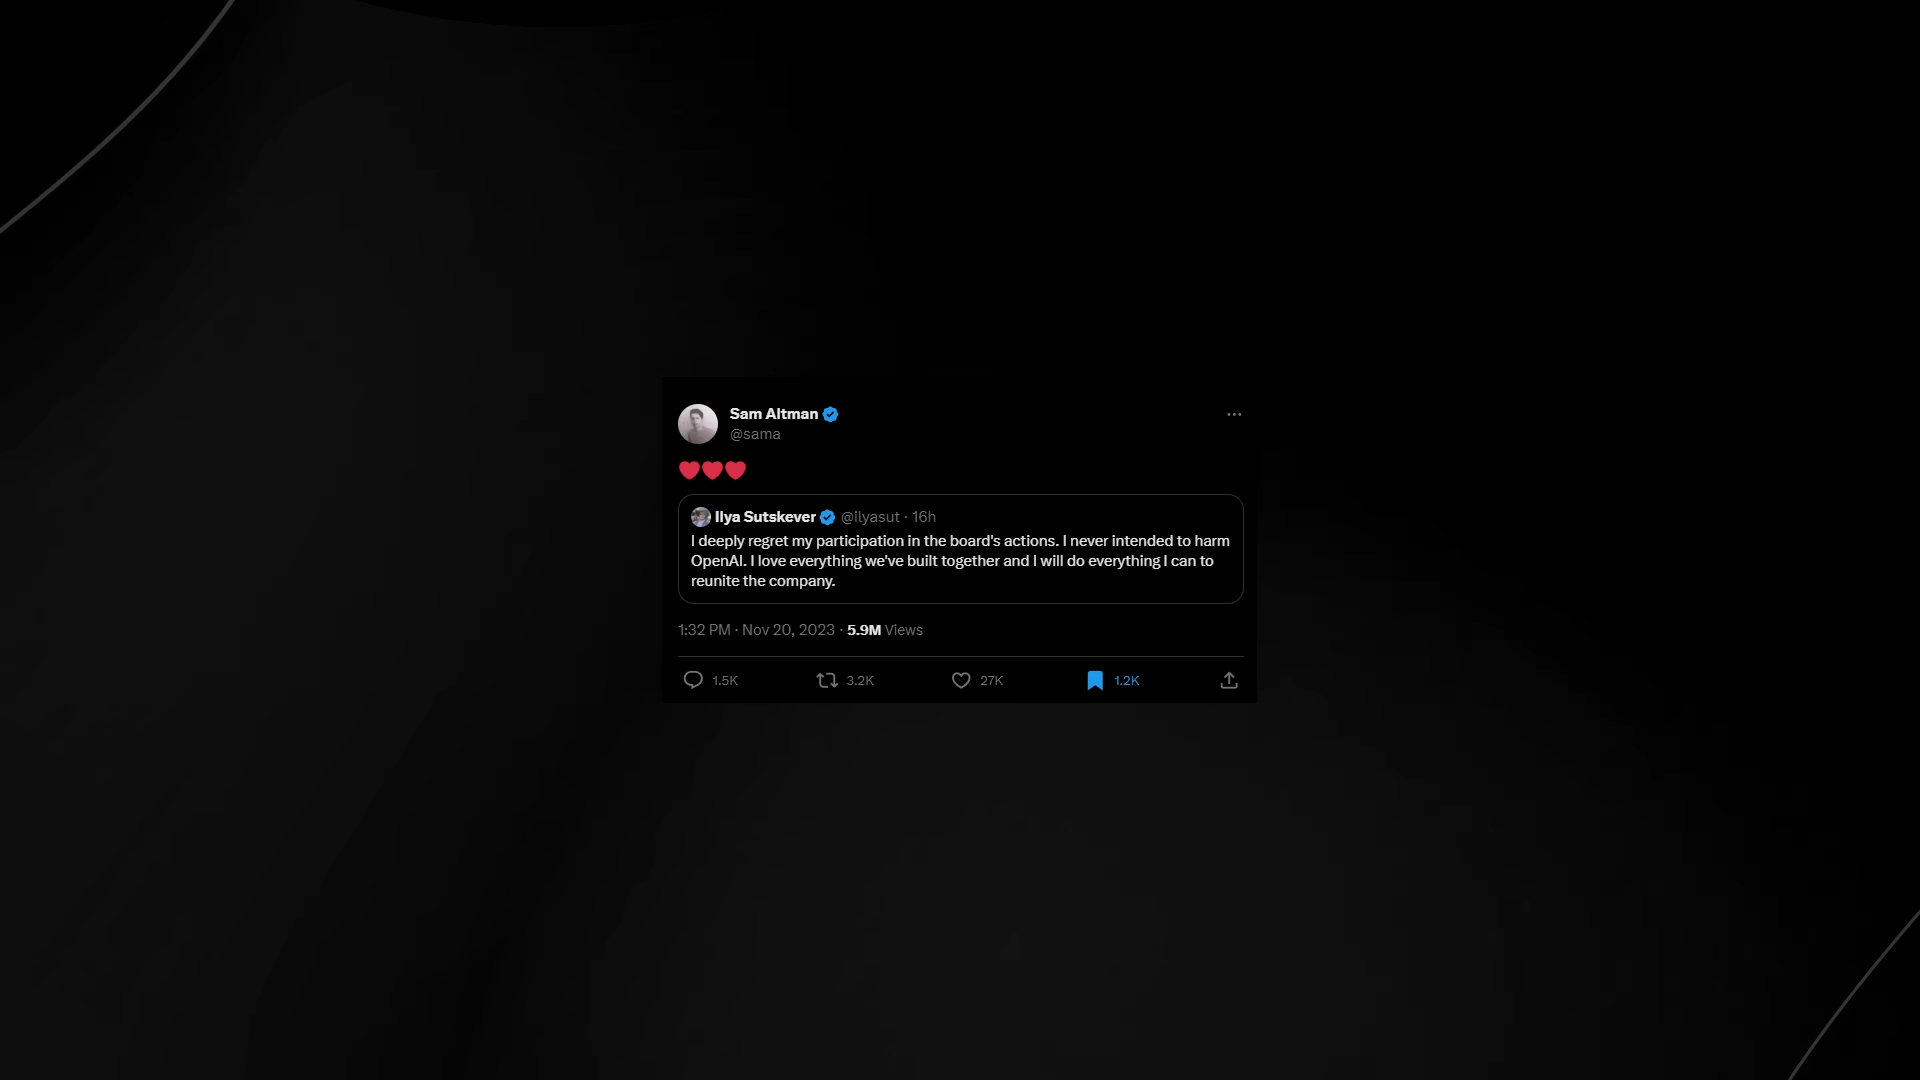 Sam Altman
@sama
❤️❤️❤️
Ilya Sutskever @ilyasut · 16h
I deeply regret my participation in the board's actions. I never intended to harm
OpenAI. I love everything we've built together and I will do everything I can to
reunite the company.
1:32 PM · Nov 20, 2023 · 5.9M Views
1.5K 3.2K 27K 1.2K